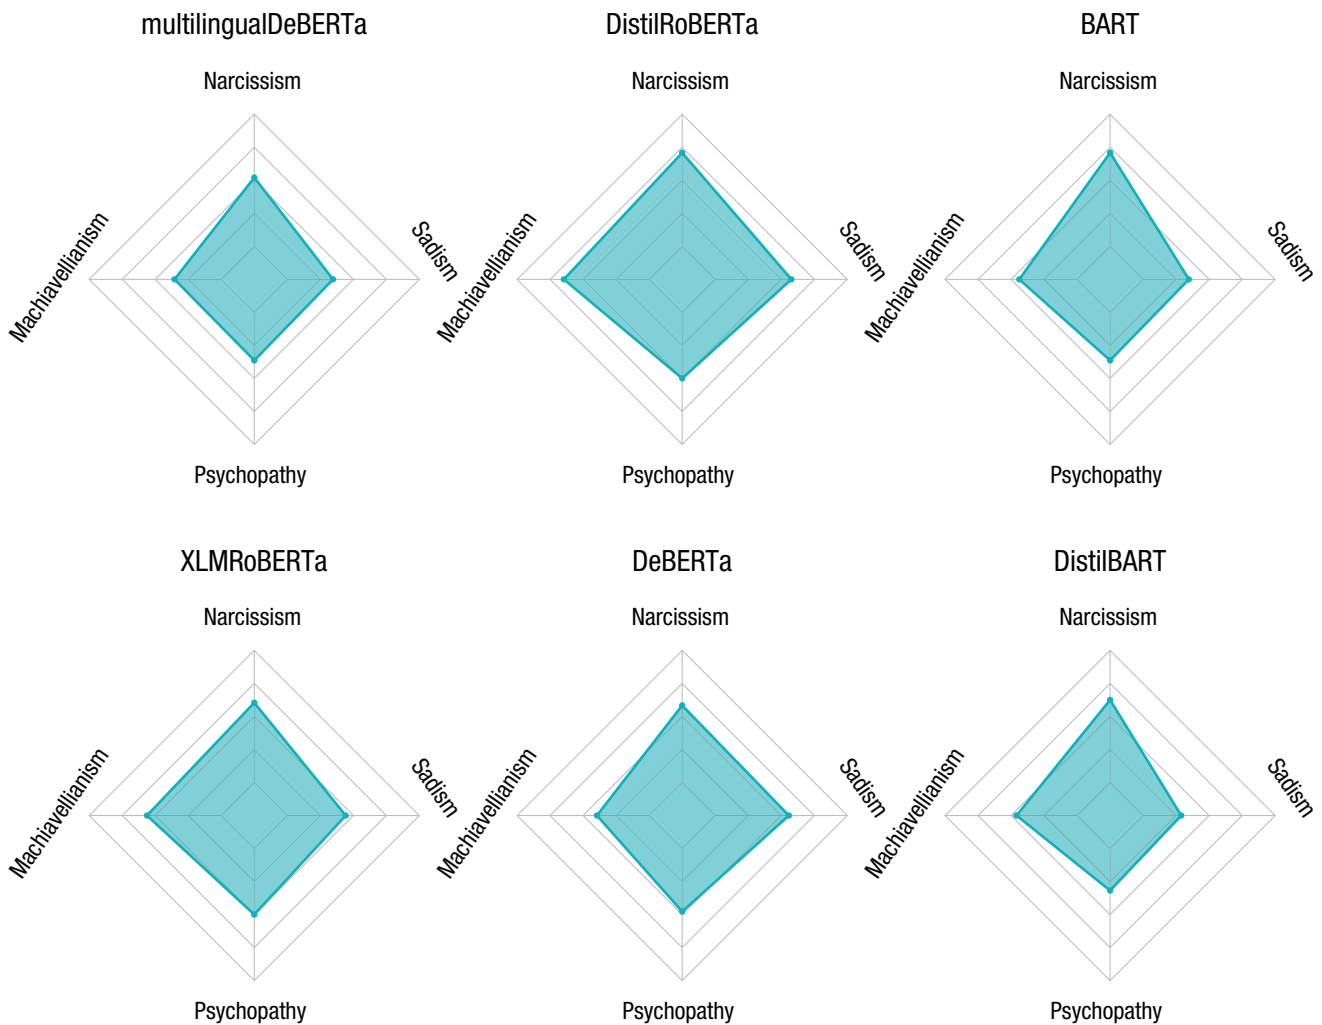 multilingualDeBERTa
Narcissism
Sadism
Machiavellianism
Psychopathy
DistilRoBERTa
Narcissism
Sadism
Machiavellianism
Psychopathy
BART
Narcissism
Sadism
Machiavellianism
Psychopathy
XLMRoBERTa
Narcissism
Sadism
Machiavellianism
Psychopathy
DeBERTa
Narcissism
Sadism
Machiavellianism
Psychopathy
DistilBART
Narcissism
Sadism
Machiavellianism
Psychopathy